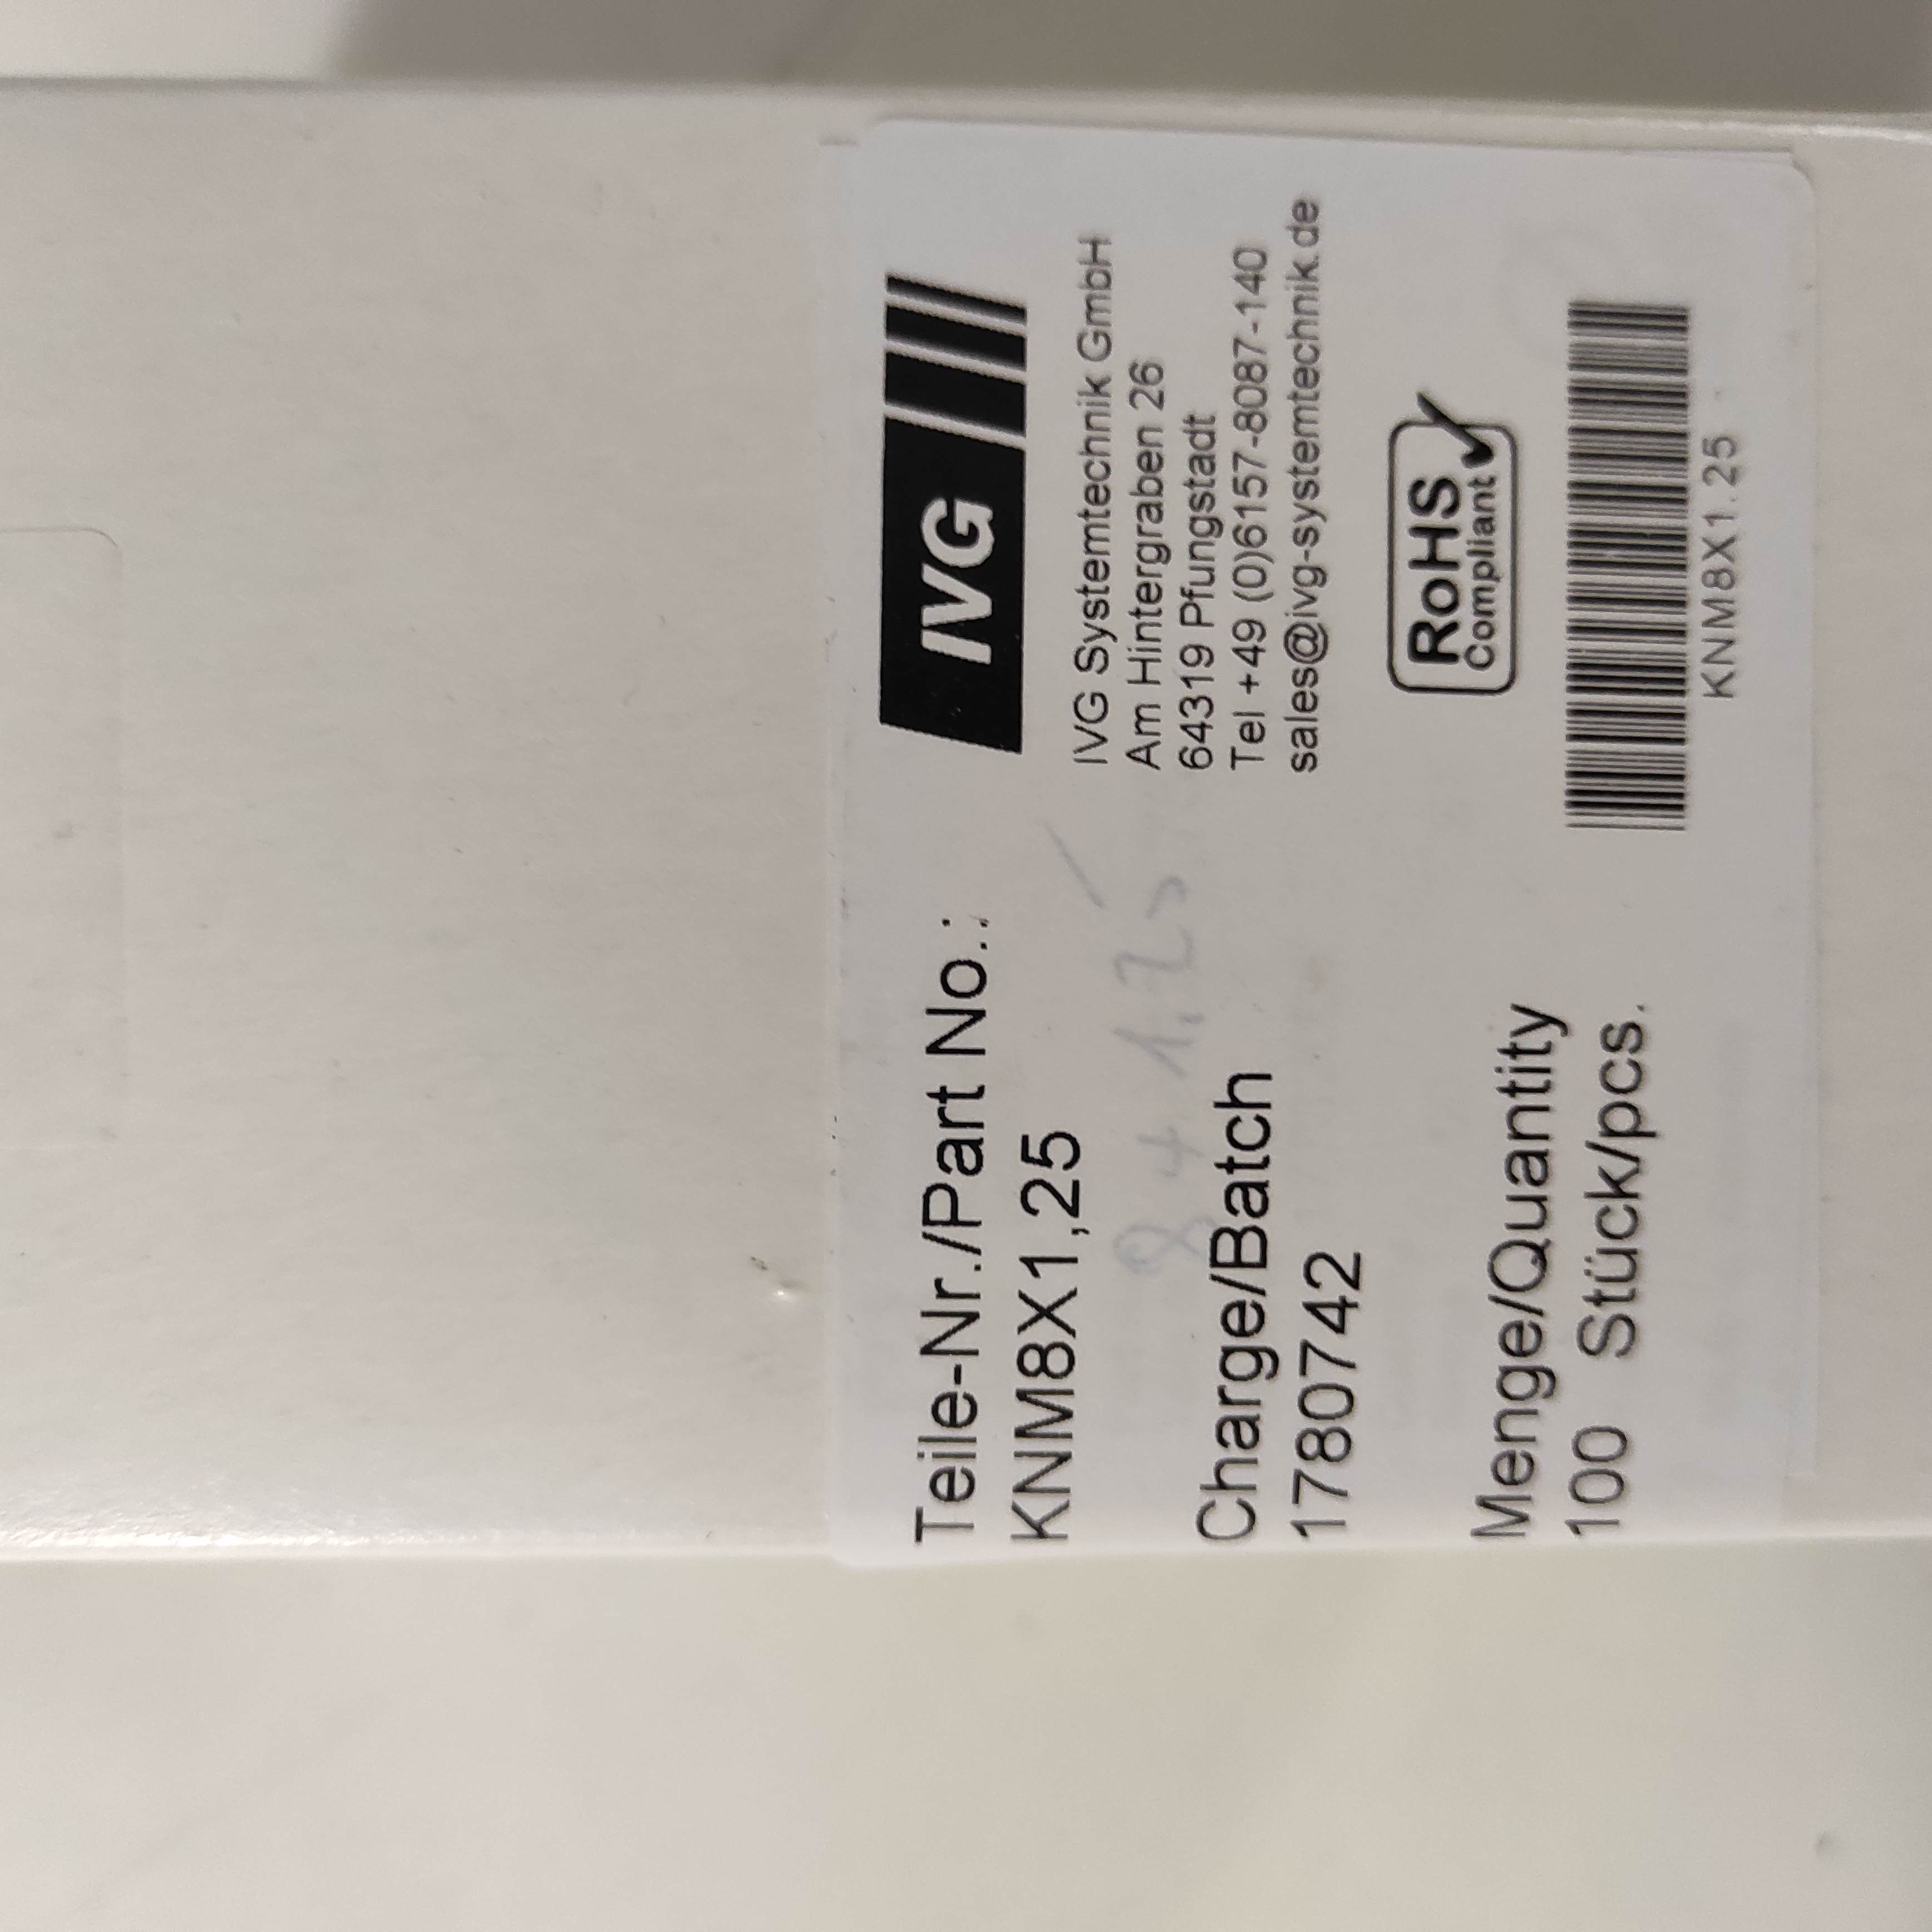 Teile-Nr./Part No.:
KNM8X1,25
Charge/Batch
1780742
Menge/Quantity
100 Stück/pcs.
IVG
IVG Systemtechnik GmbH
Am Hintergraben 26
64319 Pfungstadt
Tel +49 (0)6157-8087-140
sales@ivg-systemtechnik.de
RoHS
Compliant
KNM8X1.25